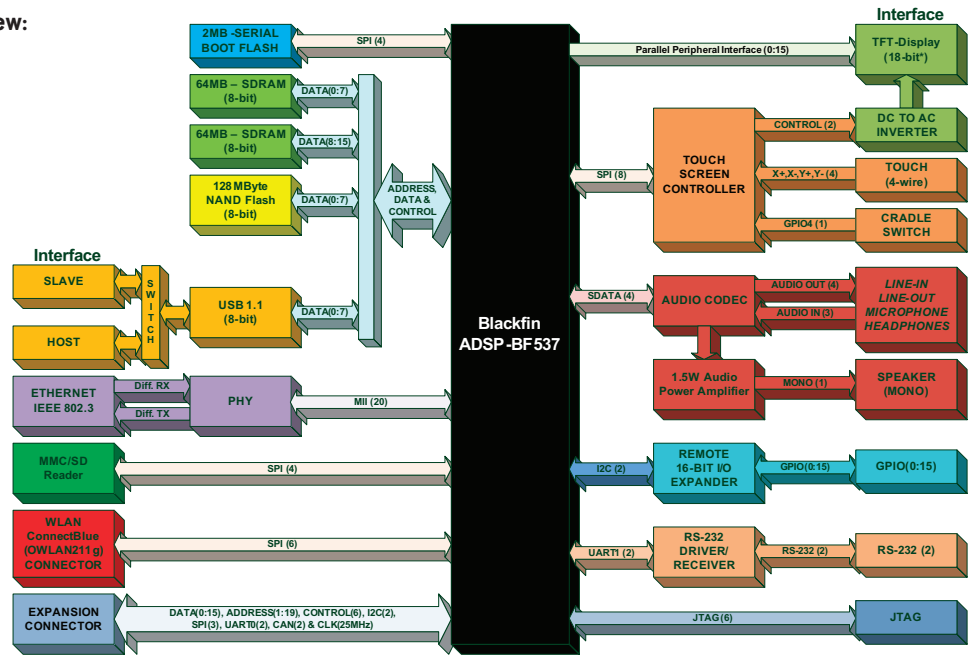 ew:
Interface
2MB -SERIAL
BOOT FLASH
SPI (4)
Parallel Peripheral Interface (0:15)
TFT-Display
(18-bit*)
64MB – SDRAM
(8-bit)
DATA(0:7)
64MB – SDRAM
(8-bit)
DATA(8:15)
128MByte
NAND Flash
(8-bit)
DATA(0:7)
ADDRESS,
DATA &
CONTROL
SPI (8)
TOUCH
SCREEN
CONTROLLER
CONTROL (2)
DC TO AC
INVERTER
X+,X-,Y+,Y- (4)
TOUCH
(4-wire)
GPIO4 (1)
CRADLE
SWITCH
Interface
SLAVE
HOST
SWITCH
USB 1.1
(8-bit)
DATA(0:7)
Blackfin
ADSP-BF537
SDATA (4)
AUDIO CODEC
AUDIO OUT (4)
AUDIO IN (3)
LINE-IN
LINE-OUT
MICROPHONE
HEADPHONES
1.5W Audio
Power Amplifier
MONO (1)
SPEAKER
(MONO)
ETHERNET
IEEE 802.3
Diff. RX
Diff. TX
PHY
MII (20)
MMC/SD
Reader
SPI (4)
I2C (2)
REMOTE
16-BIT I/O
EXPANDER
GPIO(0:15)
GPIO(0:15)
WLAN
ConnectBlue
(OWLAN211g)
CONNECTOR
SPI (6)
UART1 (2)
RS-232
DRIVER/
RECEIVER
RS-232 (2)
RS-232 (2)
EXPANSION
CONNECTOR
DATA(0:15), ADDRESS(1:19), CONTROL(6), I2C(2),
SPI(3), UART0(2), CAN(2) & CLK(25MHz)
JTAG (6)
JTAG